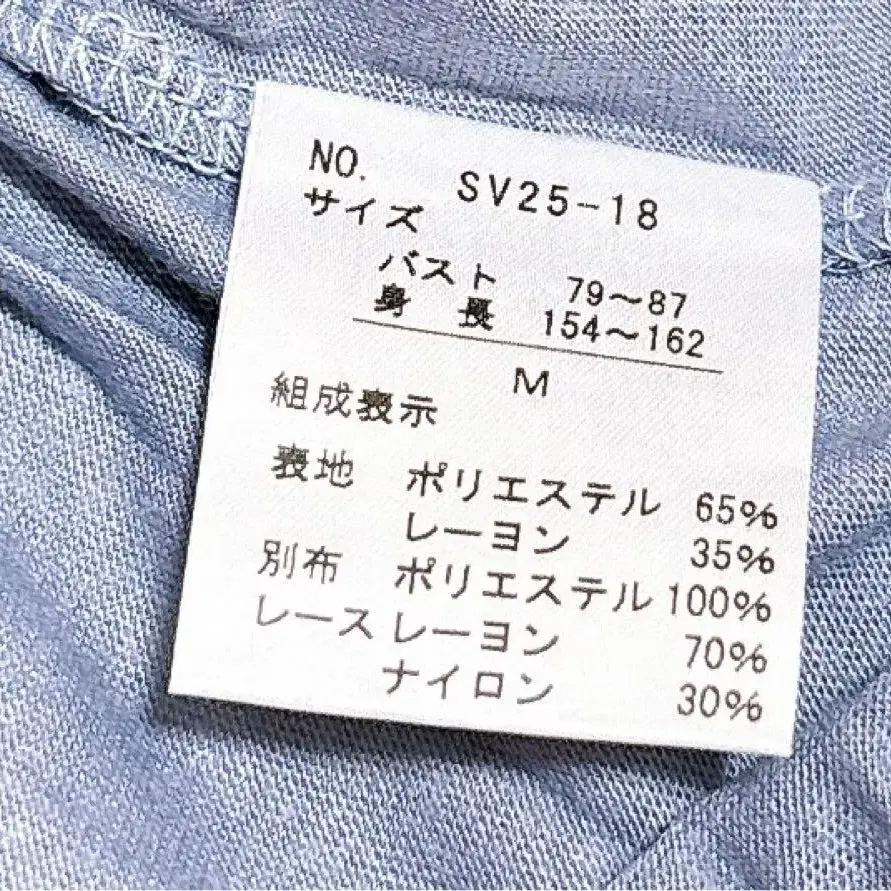 NO. SV25-18
サイズ
バスト 79～87
身長 154～162
M
組成表示
表地 ポリエステル 65%
レーヨン 35%
別布 ポリエステル 100%
レース レーヨン 70%
ナイロン 30%